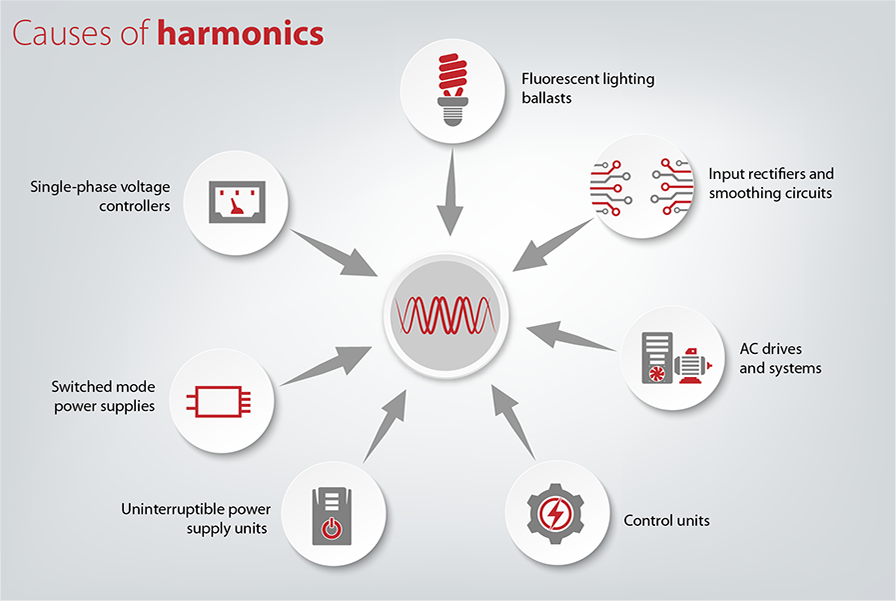 Causes of harmonics
Fluorescent lighting
ballasts
Input rectifiers and
smoothing circuits
AC drives
and systems
Control units
Uninterruptible power
supply units
Switched mode
power supplies
Single-phase voltage
controllers